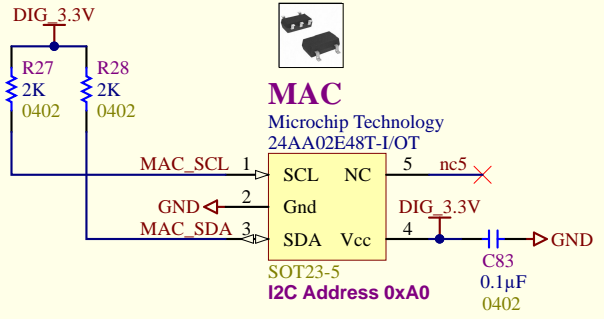 DIG_3.3V
R27
2K
0402
R28
2K
0402
MAC
Microchip Technology
24AA02E48T-I/OT
MAC_SCL 1 SCL NC 5 nc5
GND 2 Gnd
DIG_3.3V
MAC_SDA 3 SDA Vcc 4
GND
C83
0.1µF
0402
SOT23-5
I2C Address 0xA0